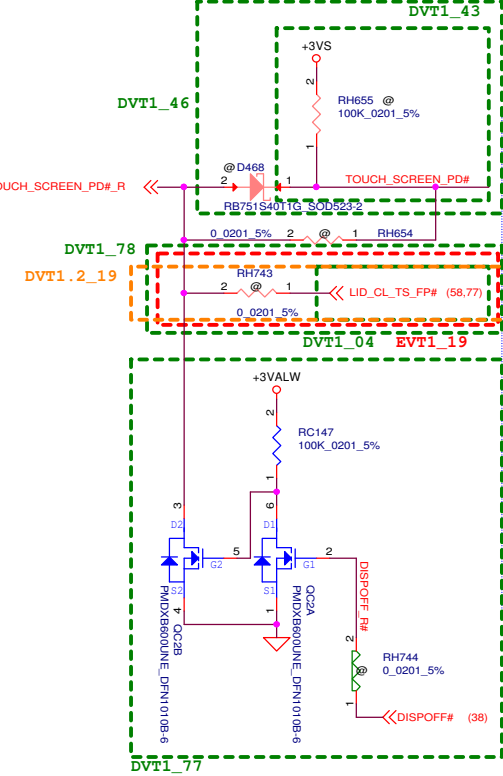 DVT1_43
+3VS
2
RH655 @
100K_0201_5%
DVT1_46
1
@ D468
2
1
TOUCH_SCREEN_PD#
OUCH_SCREEN_PD#_R
RB751S40T1G_SOD523-2
0_0201_5%
2
@
1
RH654
DVT1_78
DVT1.2_19
RH743
2
@
1
LID_CL_TS_FP# (58,77)
0_0201_5%
DVT1_04
EVT1_19
+3VALW
2
RC147
100K_0201_5%
1
3
6
D2
D1
5
2
G2
G1
S2
S1
4
1
DISPOFF_R#
QC2B
PMDXB600UNE_DFN1010B-6
QC2A
PMDXB600UNE_DFN1010B-6
2
RH744
@
0_0201_5%
1
DISPOFF# (38)
DVT1_77